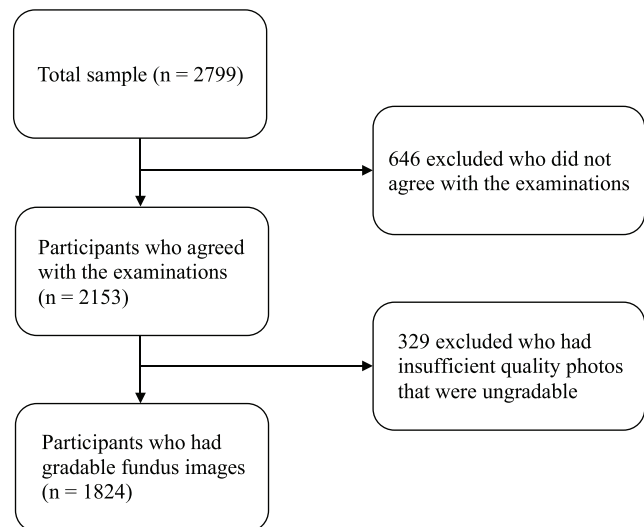 Total sample (n = 2799)
646 excluded who did not
agree with the examinations
Participants who agreed
with the examinations
(n = 2153)
329 excluded who had
insufficient quality photos
that were ungradable
Participants who had
gradable fundus images
(n = 1824)